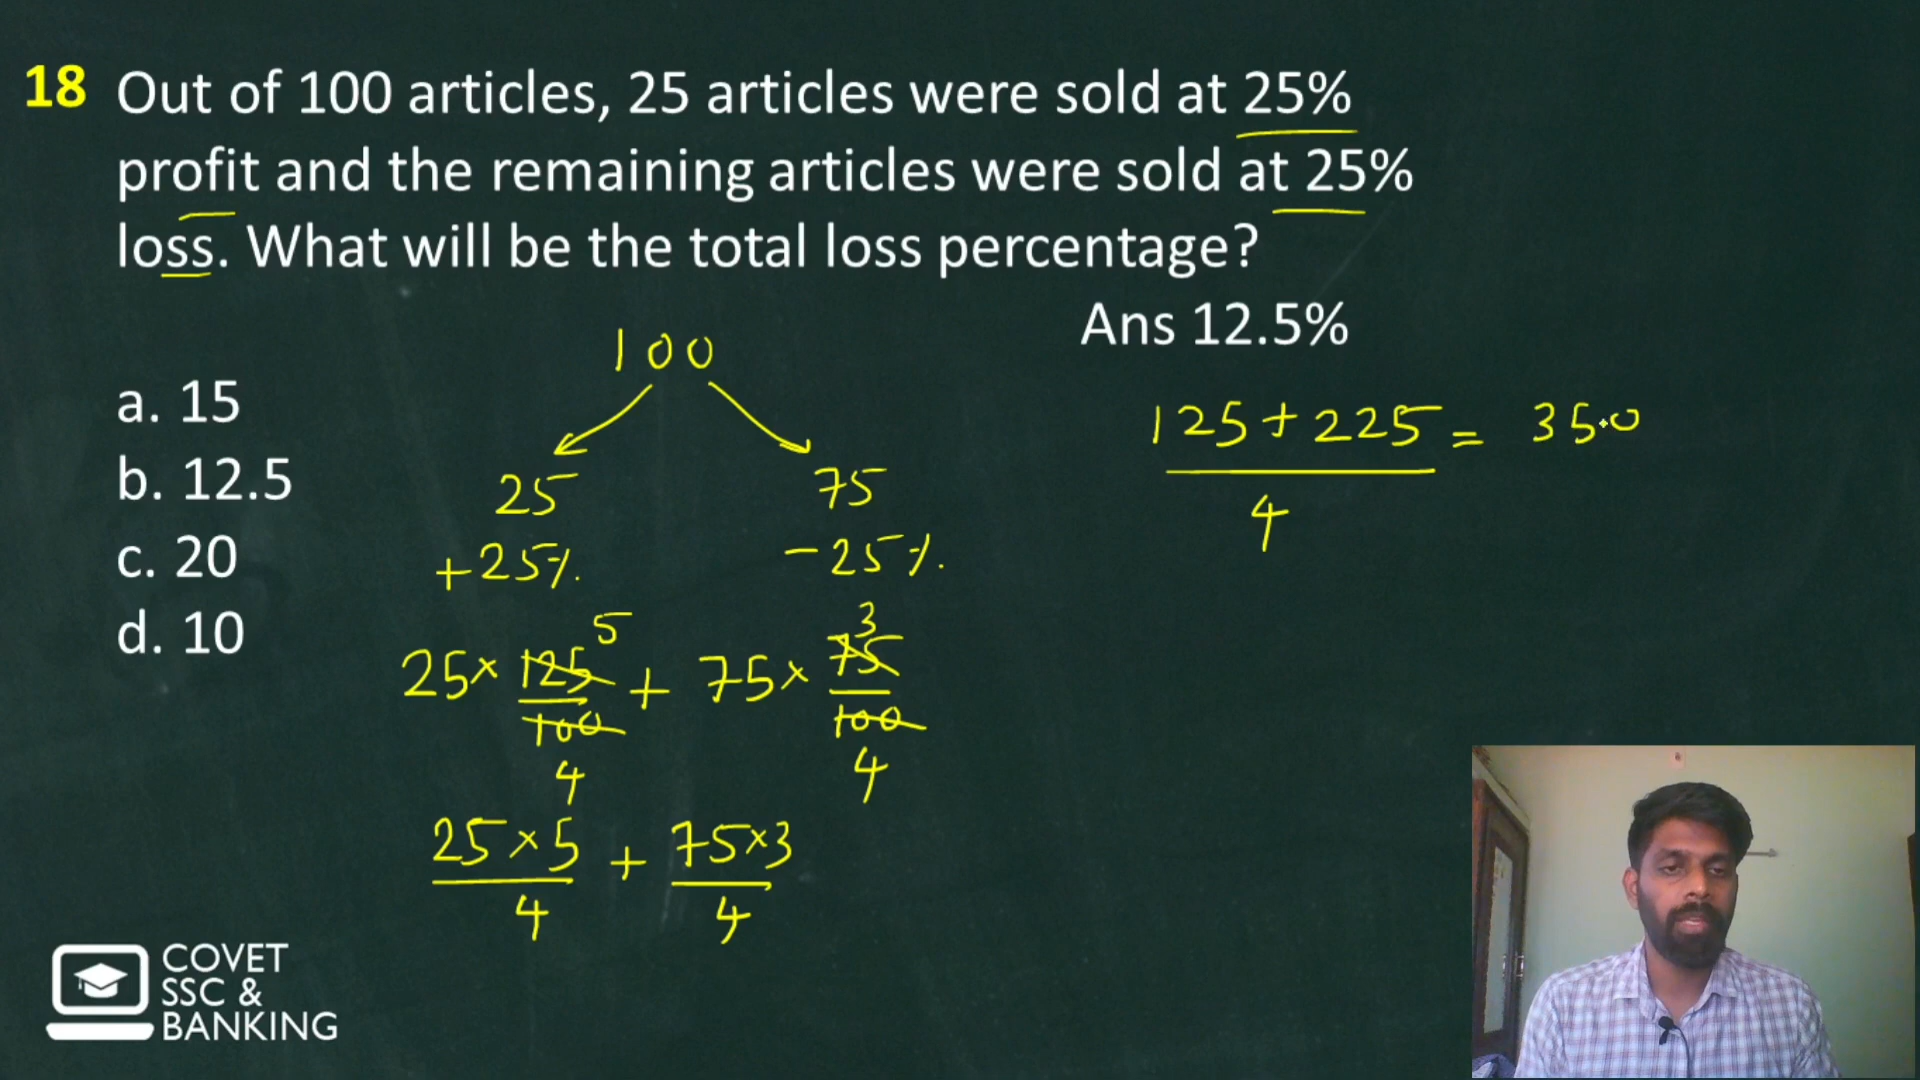 18 Out of 100 articles, 25 articles were sold at 25%
profit and the remaining articles were sold at 25%
loss. What will be the total loss percentage?
Ans 12.5%
a. 15
b. 12.5
c. 20
d. 10
100
25 75
+25% -25%
5 3
25× 125 + 75× 75
100 100
4 4
25×5 + 75×3
4 4
125+225 = 350
4
COVET
SSC &
BANKING